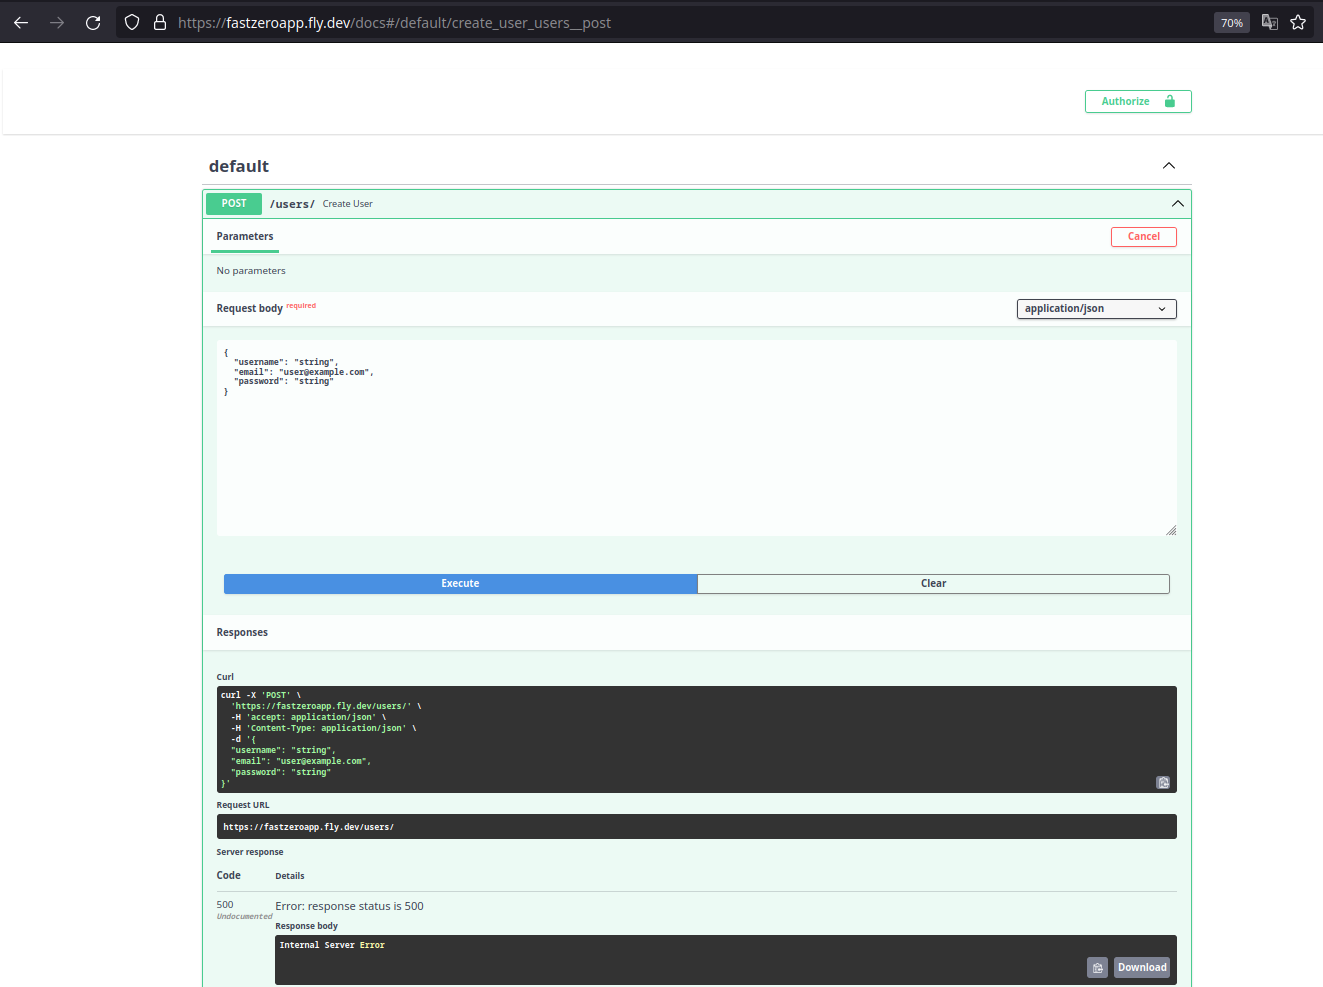 https://fastzeroapp.fly.dev/docs#/default/create_user_users__post
70%
Authorize
default
POST /users/ Create User
Parameters
Cancel
No parameters
Request body required
application/json
{
  "username": "string",
  "email": "user@example.com",
  "password": "string"
}
Execute
Clear
Responses
Curl
curl -X 'POST' \
  'https://fastzeroapp.fly.dev/users/' \
  -H 'accept: application/json' \
  -H 'Content-Type: application/json' \
  -d '{
  "username": "string",
  "email": "user@example.com",
  "password": "string"
}'
Request URL
https://fastzeroapp.fly.dev/users/
Server response
Code Details
500 Error: response status is 500
Undocumented
Response body
Internal Server Error
Download